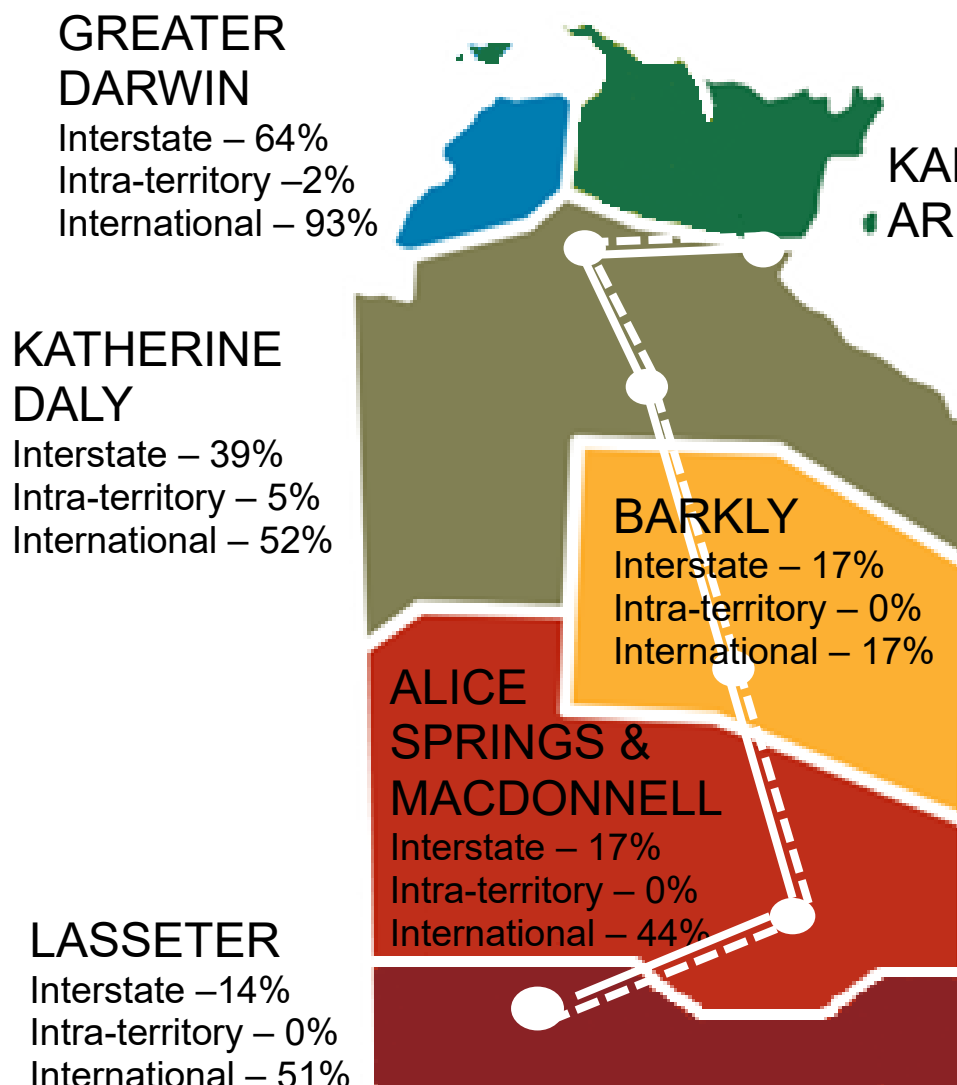 GREATER
DARWIN
Interstate – 64%
Intra-territory –2%
International – 93%
KATHERINE
DALY
Interstate – 39%
Intra-territory – 5%
International – 52%
BARKLY
Interstate – 17%
Intra-territory – 0%
International – 17%
ALICE
SPRINGS &
MACDONNELL
Interstate – 17%
Intra-territory – 0%
International – 44%
LASSETER
Interstate –14%
Intra-territory – 0%
International – 51%